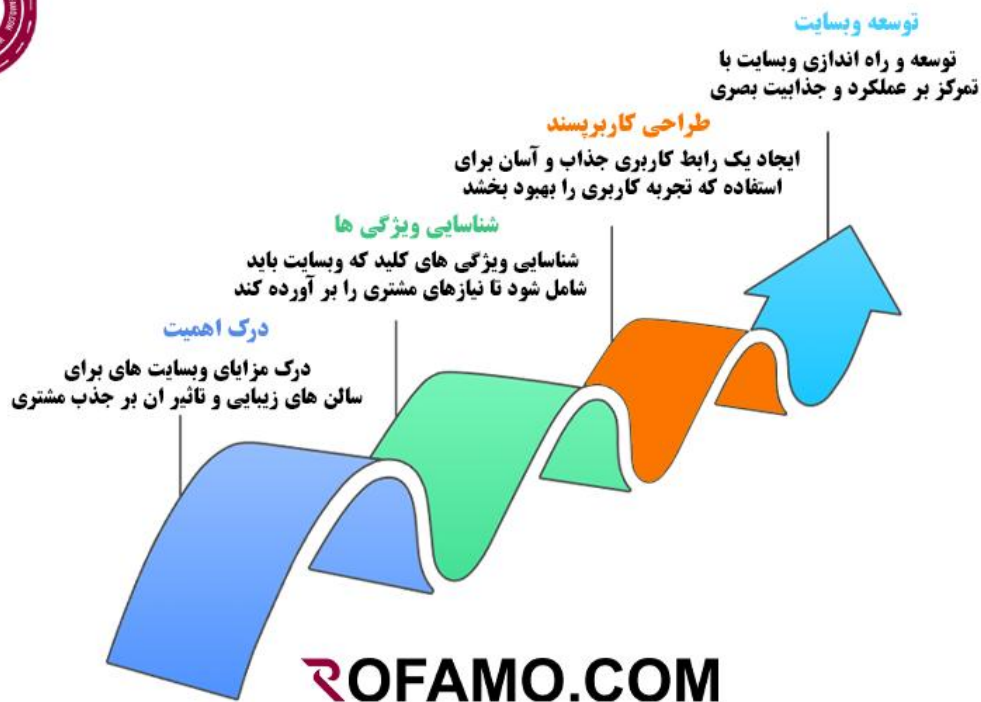 توسعه وبسایت
توسعه و راه اندازی وبسایت با
تمرکز بر عملکرد و جذابیت بصری
طراحی کاربرپسند
ایجاد یک رابط کاربری جذاب و آسان برای
استفاده که تجربه کاربری را بهبود بخشد
شناسایی ویژگی ها
شناسایی ویژگی های کلید که وبسایت باید
شامل شود تا نیازهای مشتری را بر آورده کند
درک اهمیت
درک مزایای وبسایت های برای
سالن های زیبایی و تاثیر ان بر جذب مشتری
ROFAMO.COM